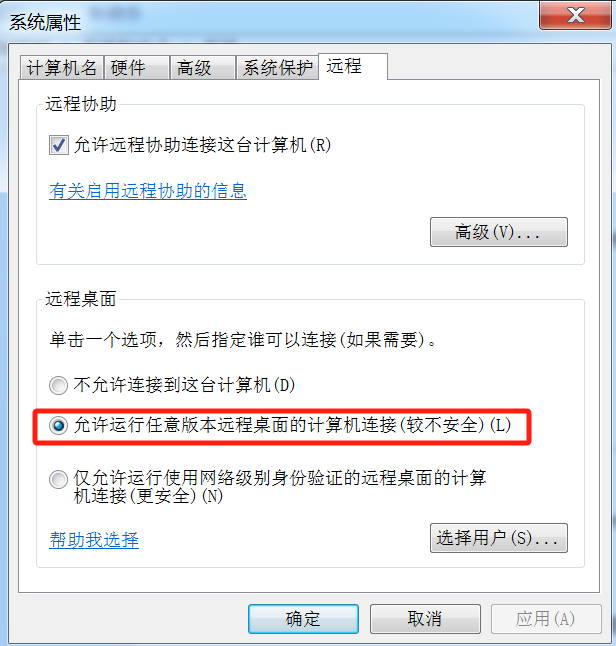 系统属性
计算机名 硬件 高级 系统保护 远程
远程协助
允许远程协助连接这台计算机(R)
有关启用远程协助的信息
高级(V)...
远程桌面
单击一个选项，然后指定谁可以连接(如果需要)。
不允许连接到这台计算机(D)
允许运行任意版本远程桌面的计算机连接(较不安全)(L)
仅允许运行使用网络级别身份验证的远程桌面的计算
机连接(更安全)(N)
帮助我选择
选择用户(S)...
确定 取消 应用(A)